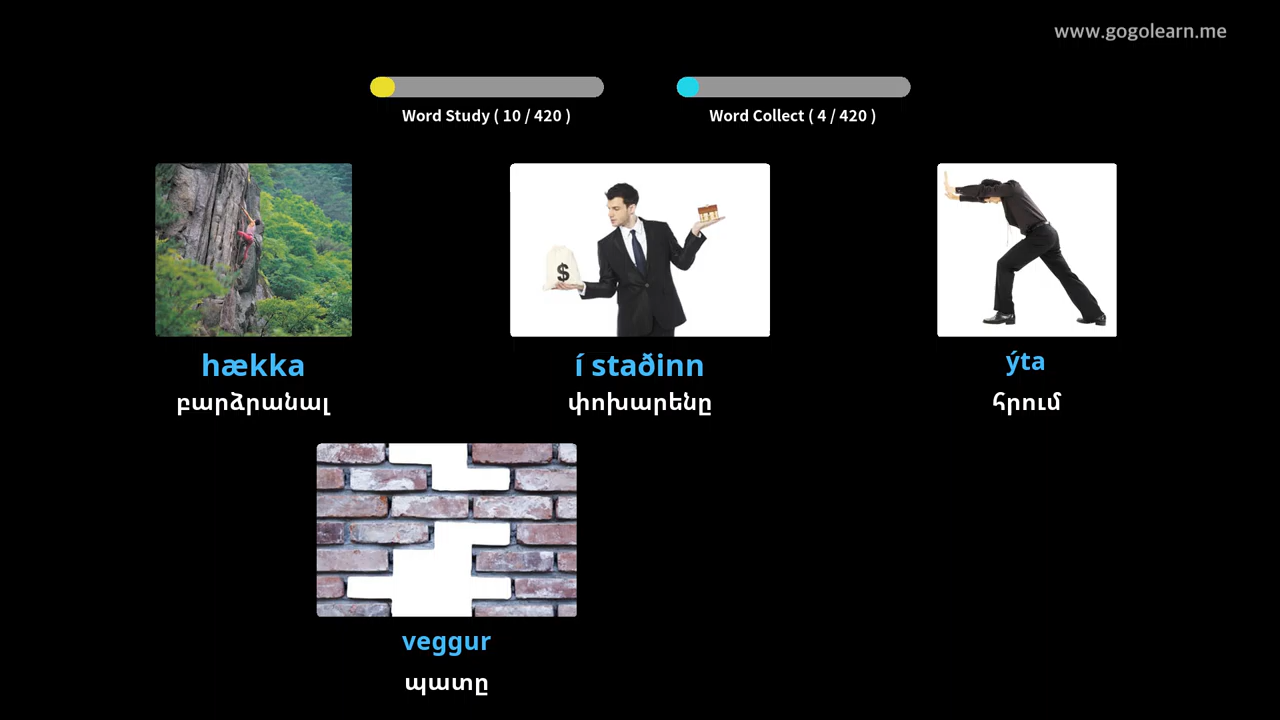 www.gogolearn.me
Word Study ( 10 / 420 )
Word Collect ( 4 / 420 )
$
hækka
բարձրանալ
í staðinn
փոխարենը
ýta
հրում
veggur
պատը